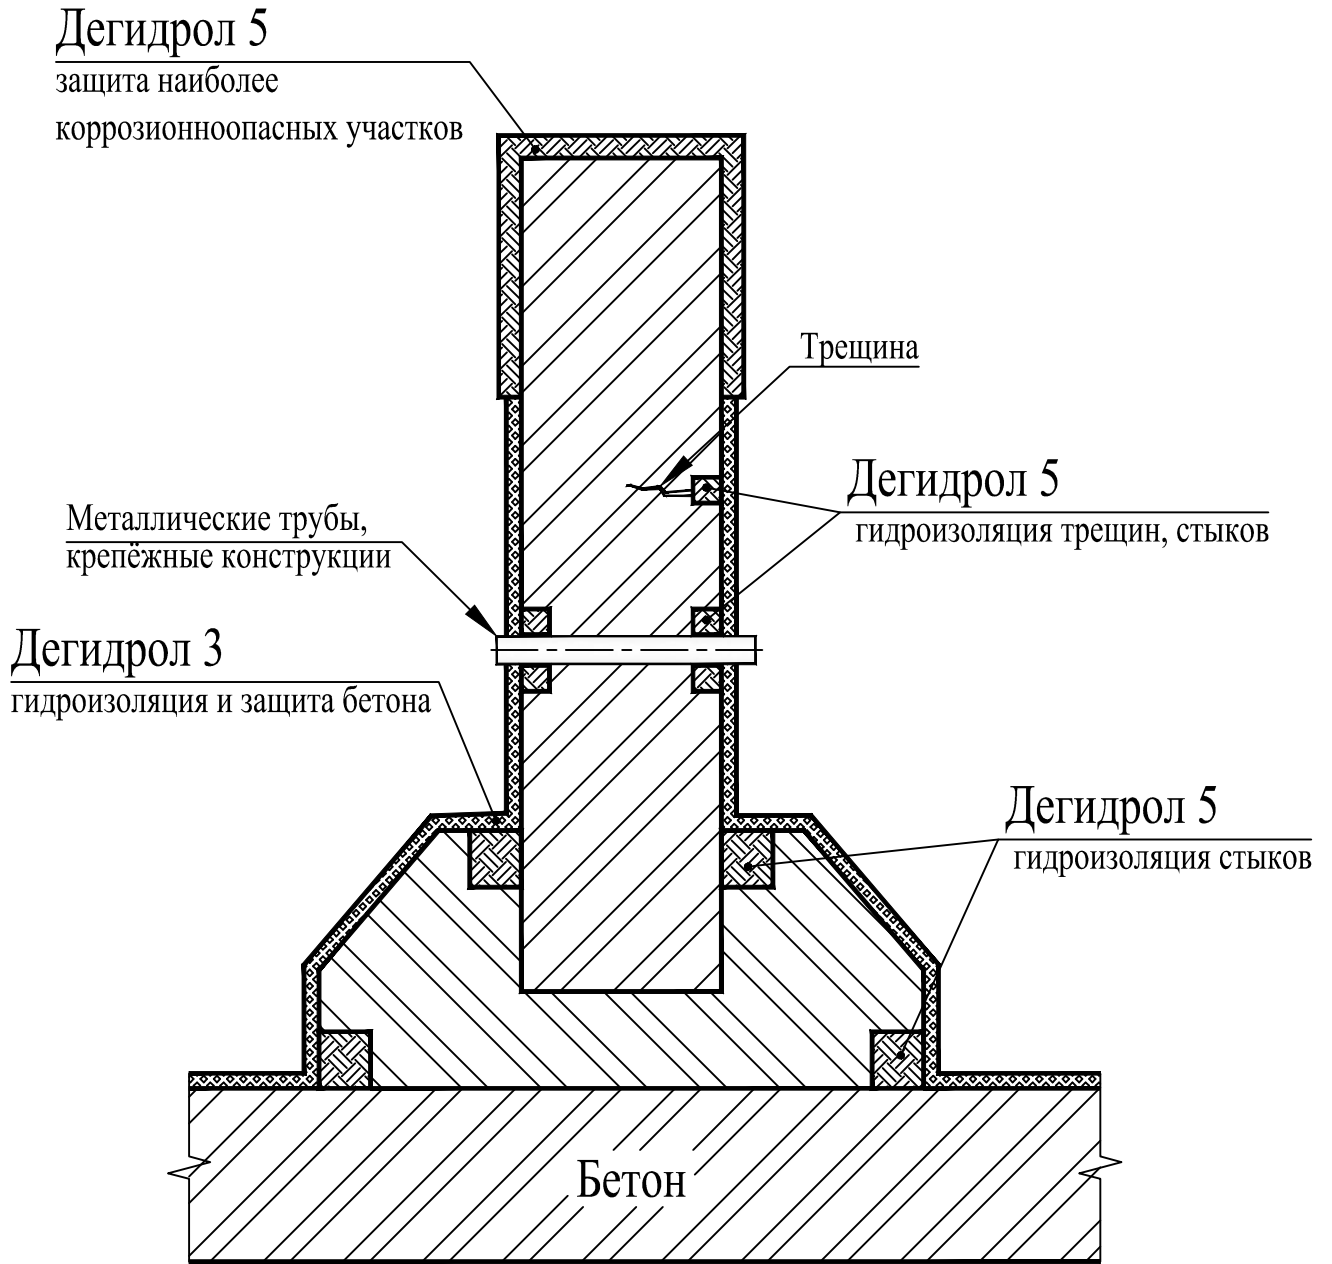 Дегидрол 5
защита наиболее
коррозионноопасных участков
Трещина
Дегидрол 5
гидроизоляция трещин, стыков
Металлические трубы,
крепёжные конструкции
Дегидрол 3
гидроизоляция и защита бетона
Дегидрол 5
гидроизоляция стыков
Бетон